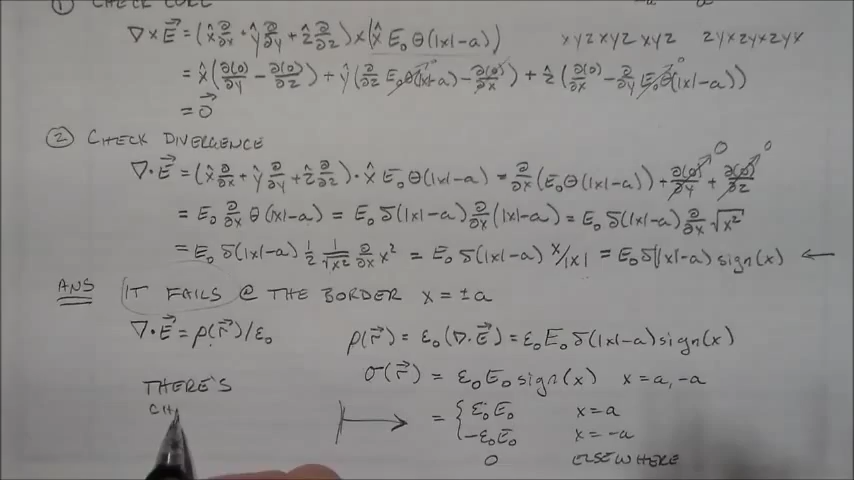 ① CHECK CURL
∇×E⃗ = (x̂ ∂/∂x + ŷ ∂/∂y + ẑ ∂/∂z) × (x̂ E₀ θ(|x|-a)) xyzxyzxyz zyxzyxzyx
= x̂(∂(0)/∂y - ∂(0)/∂z) + ŷ(∂/∂z E₀θ(|x|-a) - ∂(0)/∂x) + ẑ(∂(0)/∂x - ∂/∂y E₀θ(|x|-a))
= 0⃗
② CHECK DIVERGENCE
∇·E⃗ = (x̂ ∂/∂x + ŷ ∂/∂y + ẑ ∂/∂z) · x̂ E₀ θ(|x|-a) = ∂/∂x (E₀θ(|x|-a)) + ∂(0)/∂y + ∂(0)/∂z
= E₀ ∂/∂x θ(|x|-a) = E₀ δ(|x|-a) ∂/∂x (|x|-a) = E₀ δ(|x|-a) ∂/∂x √x²
= E₀ δ(|x|-a) 1/2 1/√x² ∂/∂x x² = E₀ δ(|x|-a) x/|x| = E₀ δ(|x|-a) sign(x) ←
ANS IT FAILS @ THE BORDER x = ±a
∇·E⃗ = ρ(r⃗)/ε₀ ρ(r⃗) = ε₀(∇·E⃗) = ε₀E₀ δ(|x|-a) sign(x)
σ(r⃗) = ε₀E₀ sign(x) x = a, -a
THERE'S
CH
= { ε₀E₀ x = a
-ε₀E₀ x = -a
0 ELSEWHERE